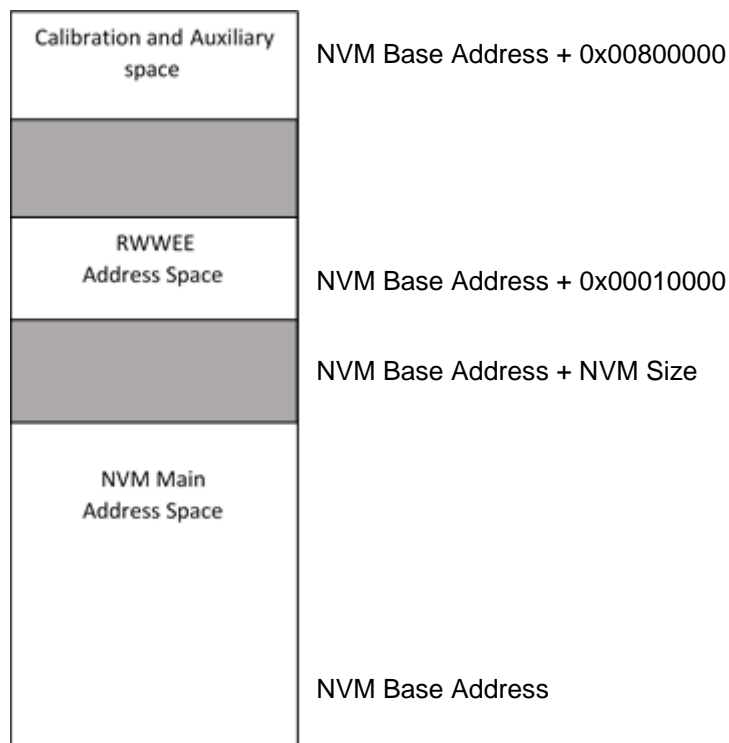 Calibration and Auxiliary
space
NVM Base Address + 0x00800000
RWWEE
Address Space
NVM Base Address + 0x00010000
NVM Base Address + NVM Size
NVM Main
Address Space
NVM Base Address